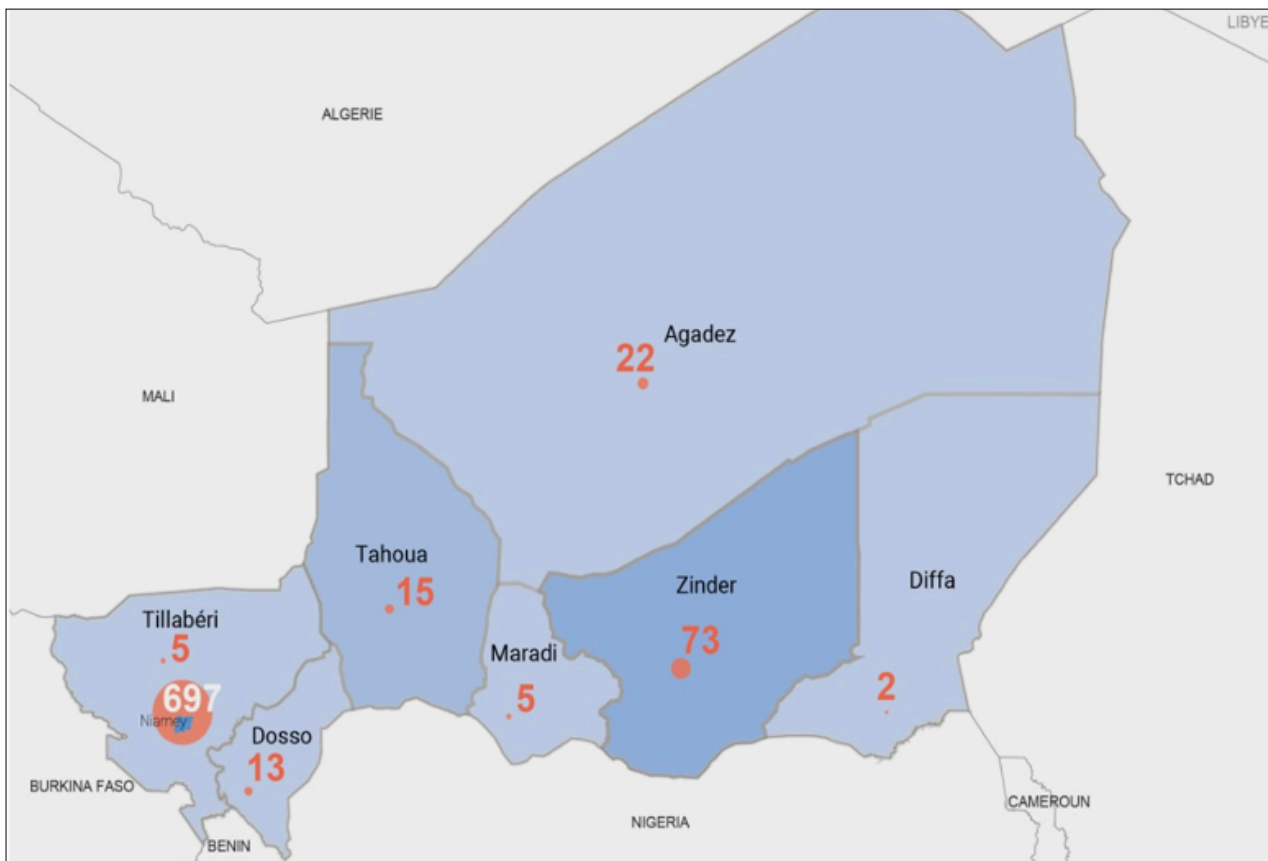 LIBYE
ALGERIE
Agadez
22
MALI
TCHAD
Tahoua
15
Zinder
73
Diffa
2
Tillabéri
5
Maradi
5
697
Niamey
Dosso
13
BURKINA FASO
BENIN
NIGERIA
CAMEROUN